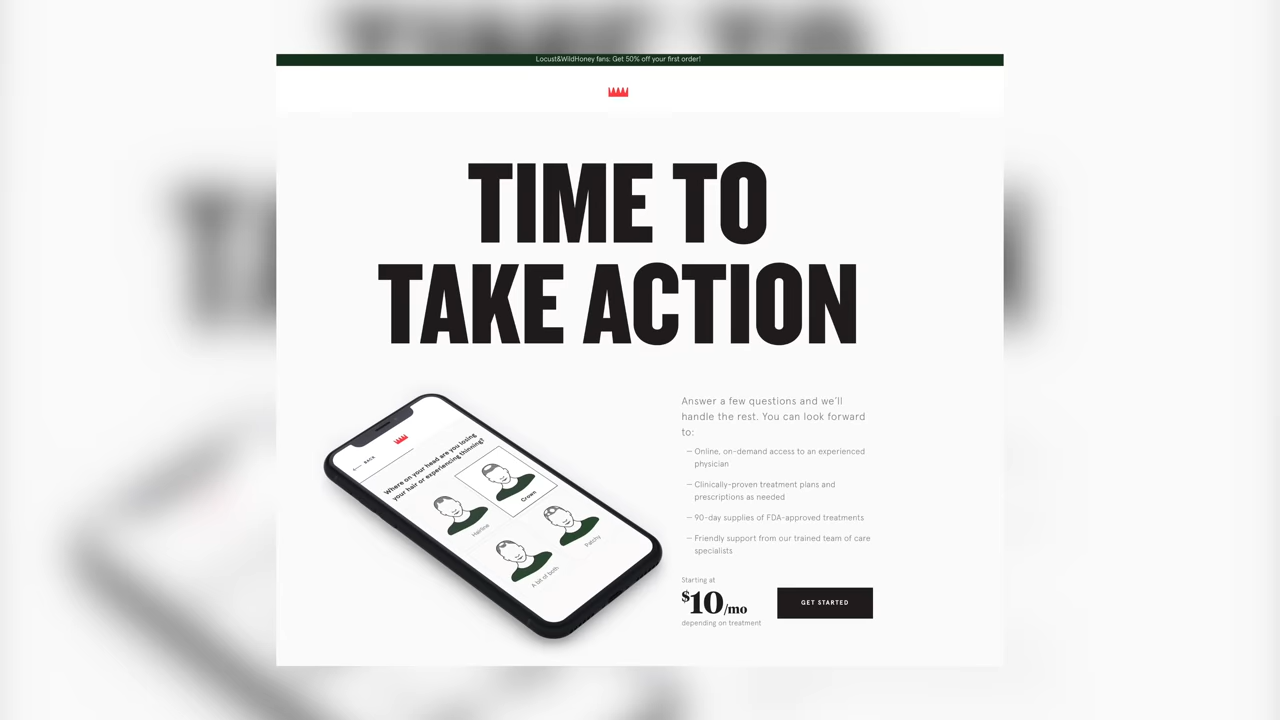 Locust&WildHoney fans: Get 50% off your first order!
TIME TO
TAKE ACTION
Answer a few questions and we'll
handle the rest. You can look forward
to:
— Online, on-demand access to an experienced
physician
— Clinically-proven treatment plans and
prescriptions as needed
— 90-day supplies of FDA-approved treatments
— Friendly support from our trained team of care
specialists
Starting at
$10/mo
depending on treatment
GET STARTED
BACK
Where on your head are you losing
your hair or experiencing thinning?
Hairline
Crown
A bit of both
Patchy